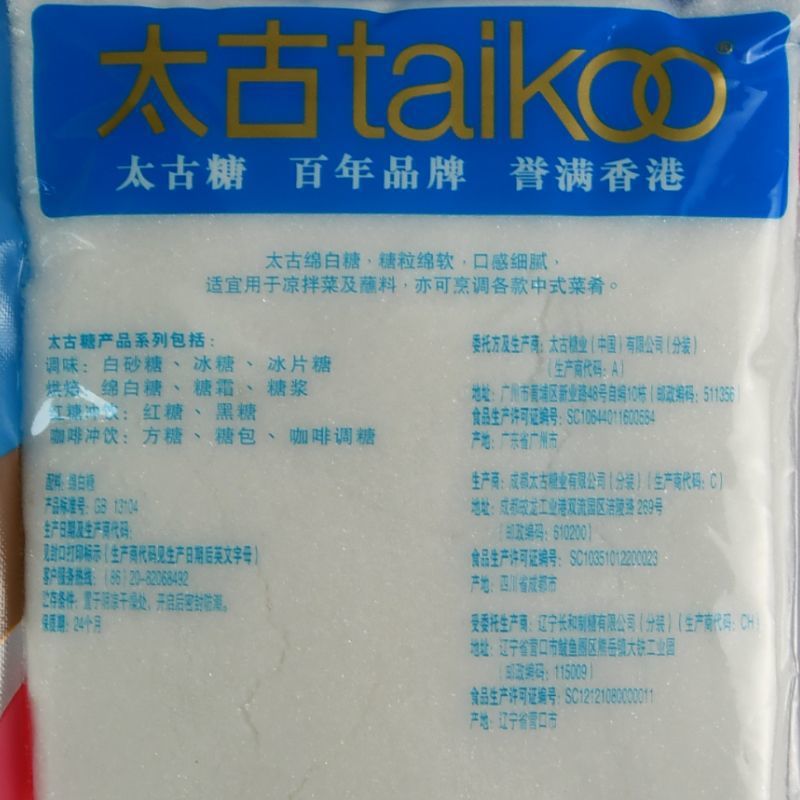 太古taikoo®
太古糖 百年品牌 誉满香港
太古绵白糖，糖粒绵软，口感细腻，
适宜用于凉拌菜及蘸料，亦可烹调各款中式菜肴。
太古糖产品系列包括：
调味：白砂糖、冰糖、冰片糖
烘焙：绵白糖、糖霜、糖浆
红糖冲饮：红糖、黑糖
咖啡冲饮：方糖、糖包、咖啡调糖
配料：绵白糖
产品标准号：GB 13104
生产日期及生产商代码：
见封口打印标示（生产商代码见生产日期后英文字母）
客户服务热线：(86)20-82068492
贮存条件：置于阴凉干燥处、开启后密封防潮。
保质期：24个月
委托方及生产商：太古糖业（中国）有限公司（分装）
（生产商代码：A）
地址：广州市黄埔区新业路48号自编10栋（邮政编码：511356）
食品生产许可证编号：SC10644011603584
产地：广东省广州市
生产商：成都太古糖业有限公司（分装）（生产商代码：C）
地址：成都蛟龙工业港双流园区涪陵路269号
（邮政编码：610200）
食品生产许可证编号：SC10351012200023
产地：四川省成都市
受委托生产商：辽宁长和制糖有限公司（分装）（生产商代码：CH）
地址：辽宁省营口市鲅鱼圈区熊岳镇大铁工业园
（邮政编码：115009）
食品生产许可证编号：SC12121080000011
产地：辽宁省营口市